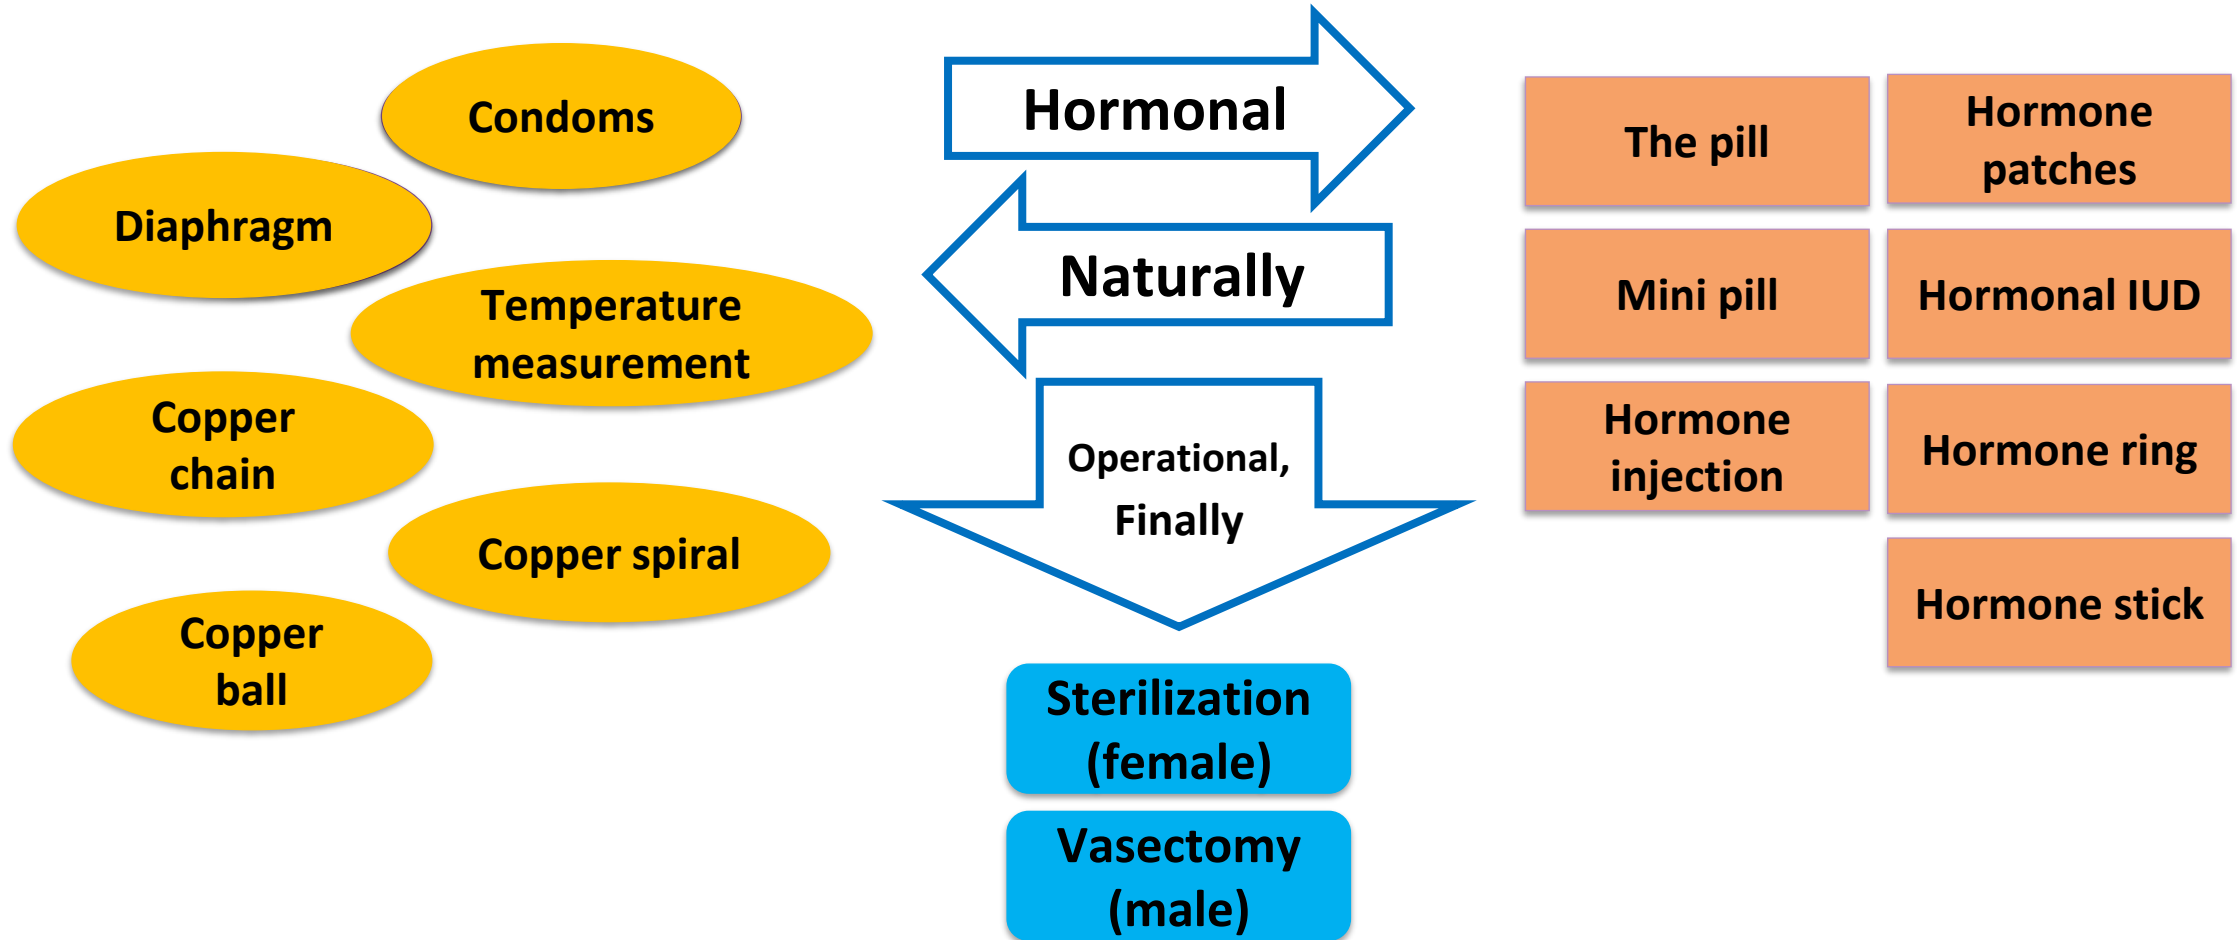 Condoms
Diaphragm
Temperature
measurement
Copper
chain
Copper spiral
Copper
ball
Hormonal
Naturally
Operational,
Finally
Sterilization
(female)
Vasectomy
(male)
The pill
Mini pill
Hormone
injection
Hormone
patches
Hormonal IUD
Hormone ring
Hormone stick